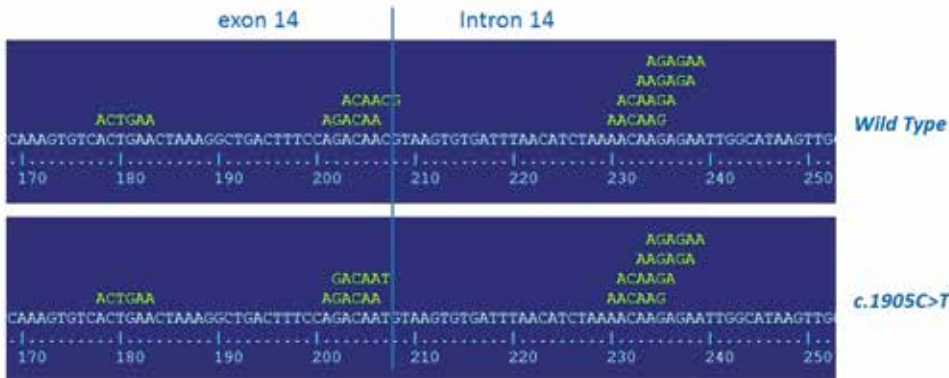 exon 14 Intron 14
AGAGAA
AAGAGA
ACAACG ACAAGA
ACTGAA AGACAA AACAAG
CAAAGTGTCACTGAACTAAAGGCTGACTTTCCAGACAACGTAAGTGTGATTTAACATCTAAAACAAGAGAATTGGCATAAGTTG
170 180 190 200 210 220 230 240 250
Wild Type
AGAGAA
AAGAGA
GACAAT ACAAGA
ACTGAA AGACAA AACAAG
CAAAGTGTCACTGAACTAAAGGCTGACTTTCCAGACAATGTAAGTGTGATTTAACATCTAAAACAAGAGAATTGGCATAAGTTG
170 180 190 200 210 220 230 240 250
c.1905C>T